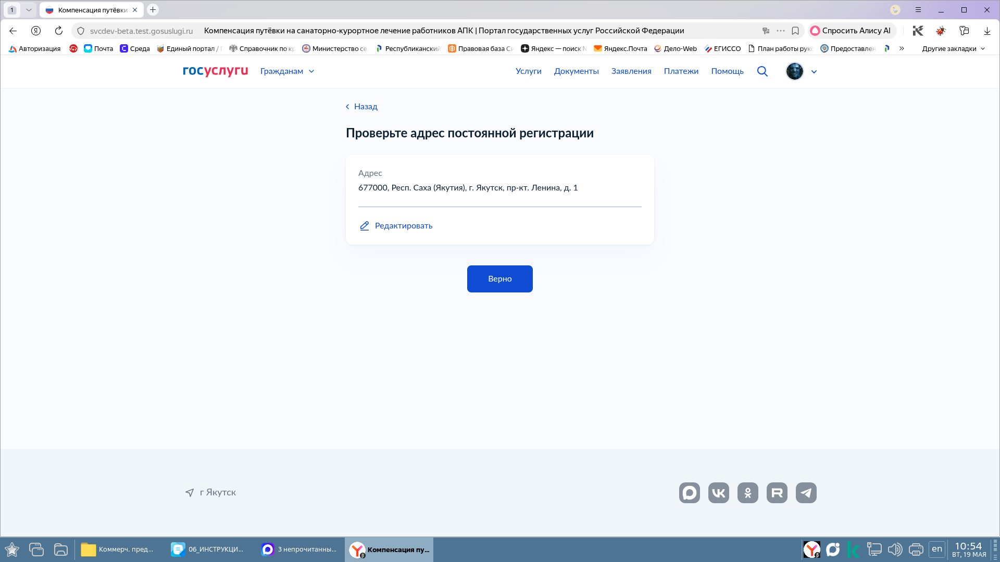 1
Компенсация путёвки
svcdev-beta.test.gosuslugi.ru
Компенсация путёвки на санаторно-курортное лечение работников АПК | Портал государственных услуг Российской Федерации
Спросить Алису AI
Авторизация
Почта
Среда
Единый портал /
Справочник по кр
Министерство се
Республиканский
Правовая база Си
Яндекс — поиск
Яндекс.Почта
Дело-Web
ЕГИССО
План работы рук
Предоставлен
»
Другие закладки
госуслуги
Гражданам
Услуги
Документы
Заявления
Платежи
Помощь
Назад
Проверьте адрес постоянной регистрации
Адрес
677000, Респ. Саха (Якутия), г. Якутск, пр-кт. Ленина, д. 1
Редактировать
Верно
г Якутск
Коммерч. пред...
06_ИНСТРУКЦИ...
3 непрочитанны...
Компенсация пу...
en
10:54
ВТ, 19 МАЯ